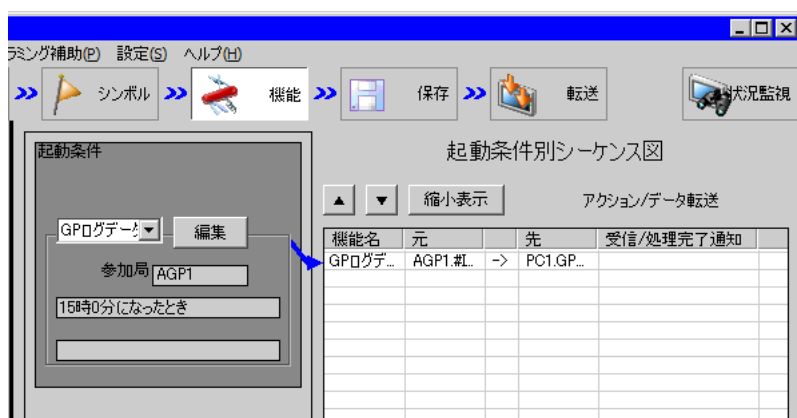 ラミング補助(P) 設定(S) ヘルプ(H)
シンボル 機能 保存 転送 状況監視
起動条件
GPログデータ 編集
参加局 AGP1
15時0分になったとき
起動条件別シーケンス図
縮小表示 アクション/データ転送
機能名 元 先 受信/処理完了通知
GPログデ... AGP1.#I... -> PC1.GP...